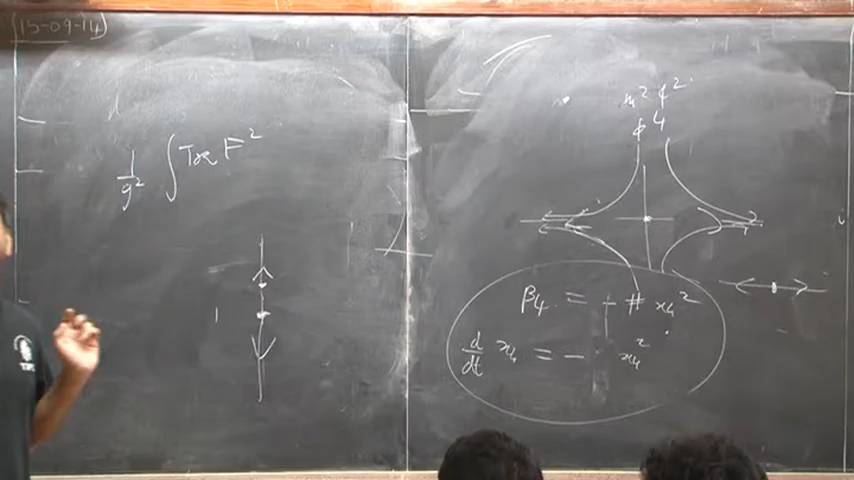 (15-09-14)
1/g² ∫ Tr F²
m² φ²
φ4
β₄ = + # x₄²
d/dt x₄ = - x₄²